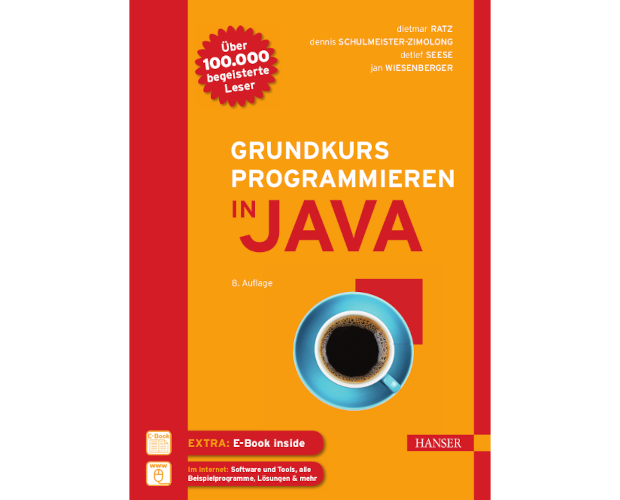 dietmar RATZ
dennis SCHULMEISTER-ZIMOLONG
detlef SEESE
jan WIESENBERGER
Über
100.000
begeisterte
Leser
GRUNDKURS
PROGRAMMIEREN
IN JAVA
8. Auflage
E-Book
EXTRA: E-Book inside
HANSER
www
Im Internet: Software und Tools, alle
Beispielprogramme, Lösungen & mehr